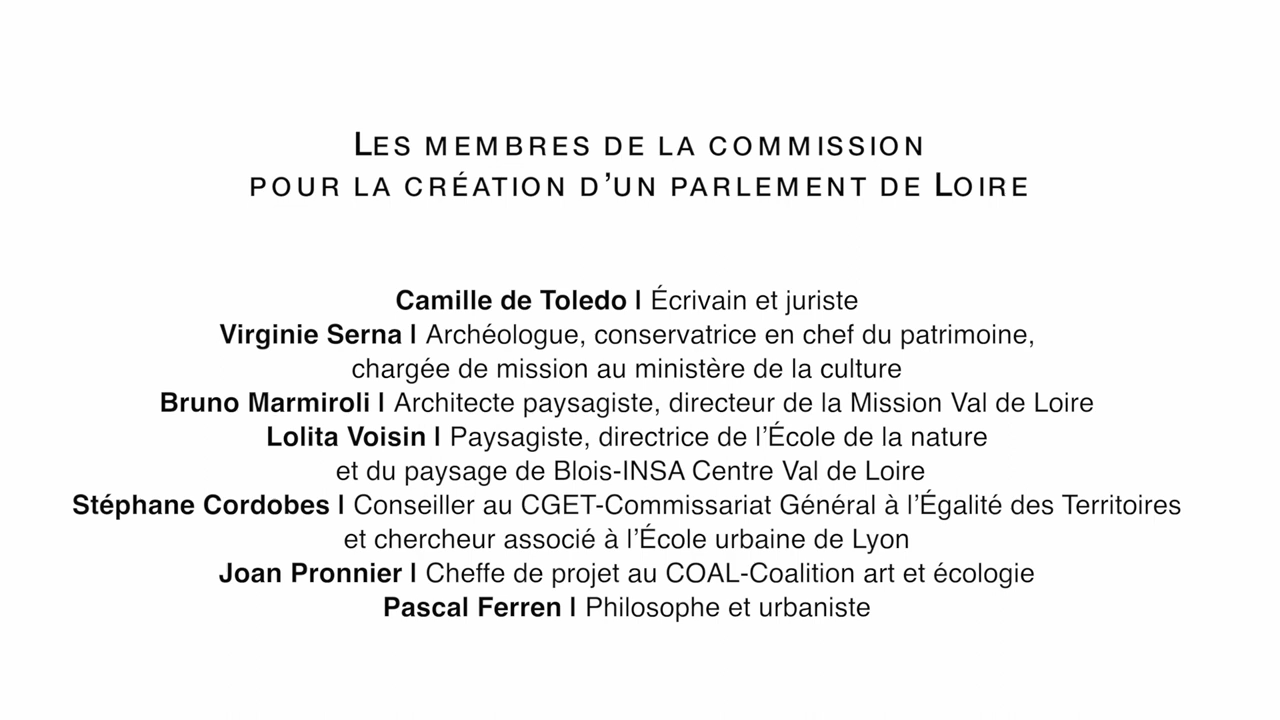 Les membres de la commission
pour la création d’un parlement de Loire
Camille de Toledo | Écrivain et juriste
Virginie Serna | Archéologue, conservatrice en chef du patrimoine,
chargée de mission au ministère de la culture
Bruno Marmiroli | Architecte paysagiste, directeur de la Mission Val de Loire
Lolita Voisin | Paysagiste, directrice de l’École de la nature
et du paysage de Blois-INSA Centre Val de Loire
Stéphane Cordobes | Conseiller au CGET-Commissariat Général à l’Égalité des Territoires
et chercheur associé à l’École urbaine de Lyon
Joan Pronnier | Cheffe de projet au COAL-Coalition art et écologie
Pascal Ferren | Philosophe et urbaniste